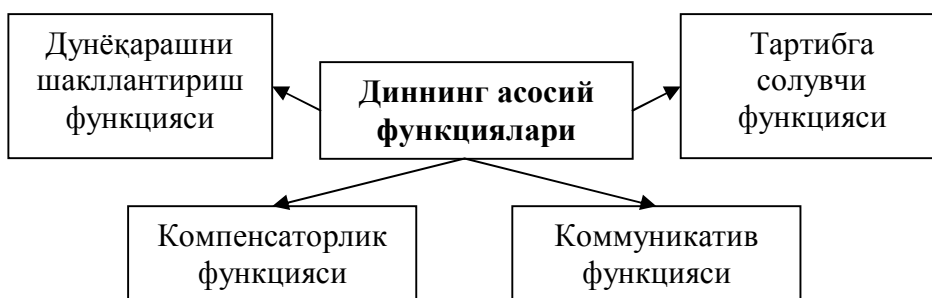 Дунёқарашни
шакллантириш
функцияси
Диннинг асосий
функциялари
Тартибга
солувчи
функцияси
Компенсаторлик
функцияси
Коммуникатив
функцияси